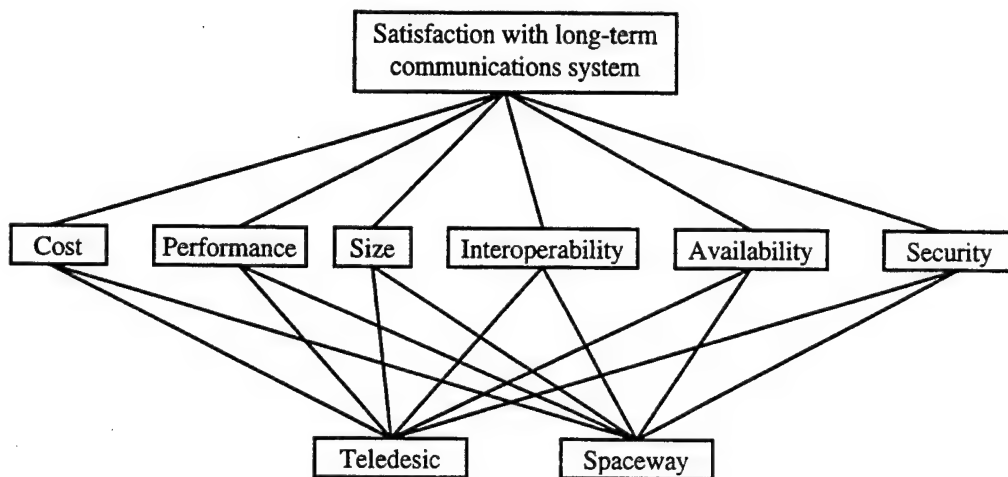 Satisfaction with long-term
communications system
Cost
Performance
Size
Interoperability
Availability
Security
Teledesic
Spaceway